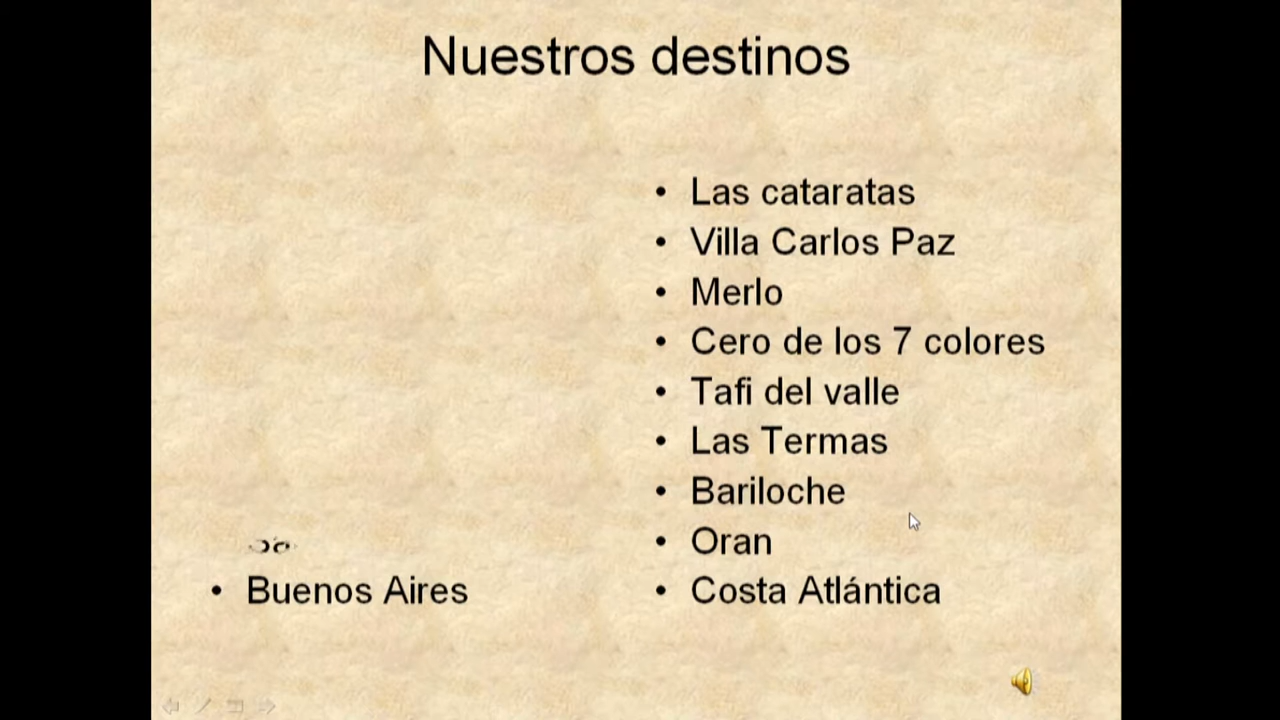 Nuestros destinos
Las cataratas
Villa Carlos Paz
Merlo
Cero de los 7 colores
Tafi del valle
Las Termas
Bariloche
Oran
Costa Atlántica
Buenos Aires